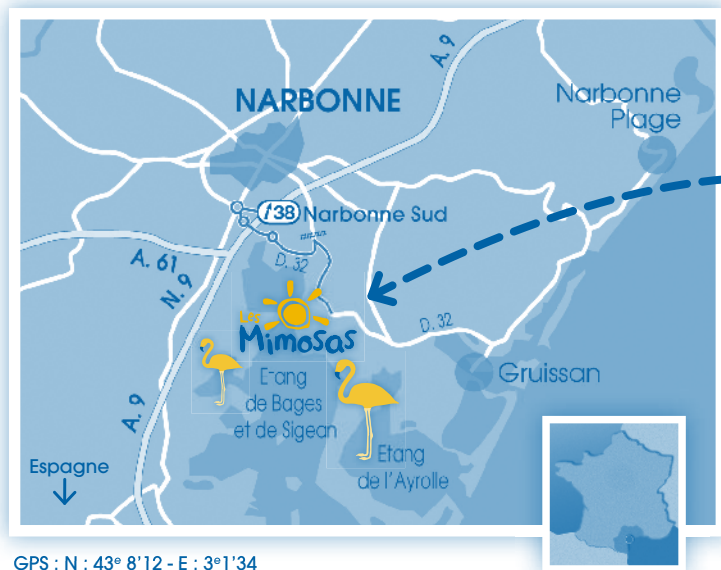 A. 9
NARBONNE
Narbonne
Plage
38 Narbonne Sud
D. 32
A. 61
N. 9
Les
Mimosas
D. 32
Gruissan
Etang
de Bages
et de Sigean
Etang
de l'Ayrolle
A. 9
Espagne
GPS : N : 43e 8'12 - E : 3e1'34